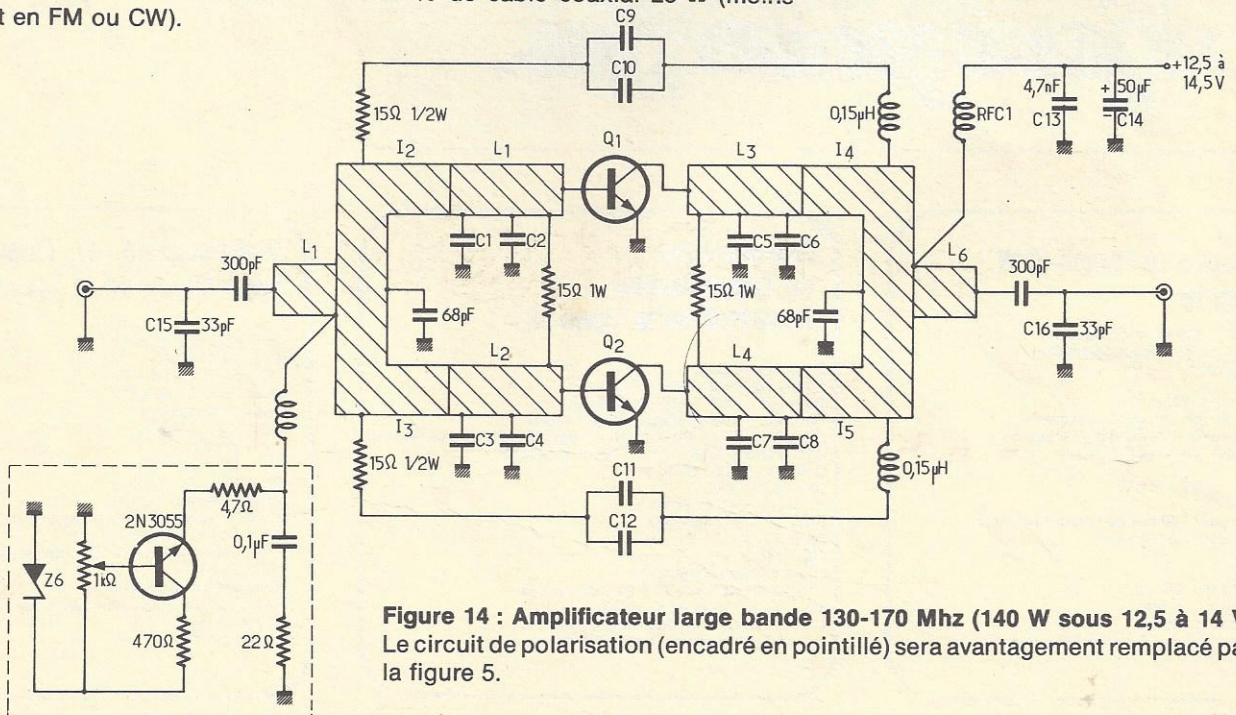 t en FM ou CW).
de câble coaxial 25 Ω (moins
C9
C10
+12,5 à
14,5V
15Ω 1/2W
0,15µH
RFC1
4,7nF
C13
+ 50µF
−
C14
I2
L1
Q1
L3
I4
C1
C2
C5
C6
L1
L6
300pF
300pF
15Ω 1W
15Ω 1W
68pF
68pF
C15
33pF
C16
33pF
L2
Q2
L4
I3
C3
C4
C7
C8
I5
15Ω 1/2W
0,15µH
C11
C12
2N3055
4,7Ω
0,1µF
Z6
1kΩ
470Ω
22Ω
Figure 14 : Amplificateur large bande 130-170 Mhz (140 W sous 12,5 à 14 V
Le circuit de polarisation (encadré en pointillé) sera avantagement remplacé pa
la figure 5.